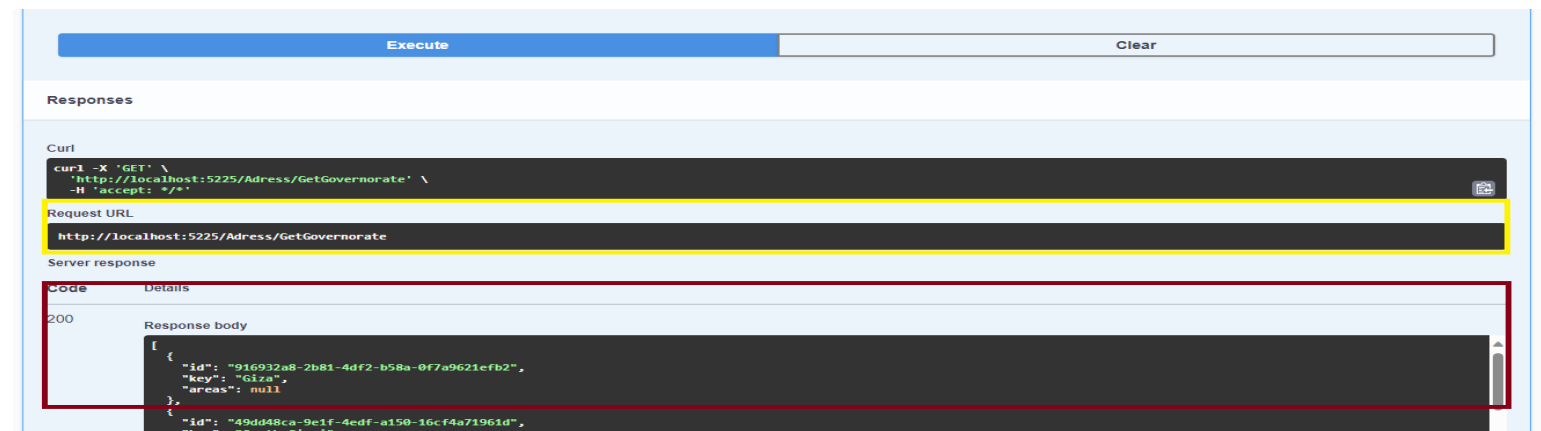 Execute
Clear
Responses
Curl
curl -X 'GET' \
'http://localhost:5225/Adress/GetGovernorate' \
-H 'accept: */*'
Request URL
http://localhost:5225/Adress/GetGovernorate
Server response
Code Details
200
Response body
[
{
"id": "916932a8-2b81-4df2-b58a-0f7a9621efb2",
"key": "Giza",
"areas": null
},
{
"id": "49dd48ca-9e1f-4edf-a150-16cf4a71961d",